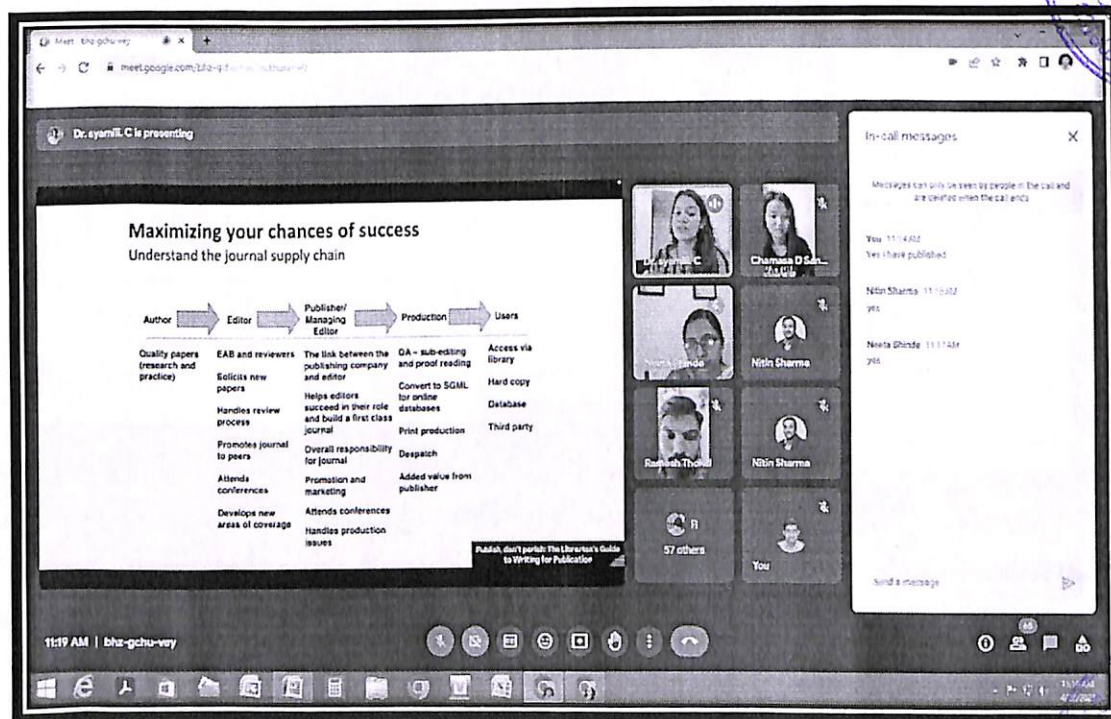 Meet - bhz-gchu-vey
meet.google.com/bhz-g
Dr. syamili. C is presenting
Maximizing your chances of success
Understand the journal supply chain
Author
Editor
Publisher/
Managing
Editor
Production
Users
Quality papers
(research and
practice)
EAB and reviewers
Solicits new
papers
Handles review
process
Promotes journal
to peers
Attends
conferences
Develops new
areas of coverage
The link between the
publishing company
and editor
Helps editors
succeed in their role
and build a first class
journal
Overall responsibility
for journal
Promotion and
marketing
Attends conferences
Handles production
issues
QA – sub-editing
and proof reading
Convert to SGML
for online
databases
Print production
Despatch
Added value from
publisher
Access via
library
Hard copy
Database
Third party
Publish, don't perish: The Librarian's Guide
to Writing for Publication
Dr. syamili C
Chamasa D San...
Neeta Shinde
Nitin Sharma
Ramesh
Nitin Sharma
57 others
You
In-call messages
Messages can only be seen by people in the call and
are deleted when the call ends
You 11:14 AM
Yes I have published
Nitin Sharma
yes
Neeta Shinde 11:17 AM
yes
Send a message
11:19 AM | bhz-gchu-vey
65
11:19 AM